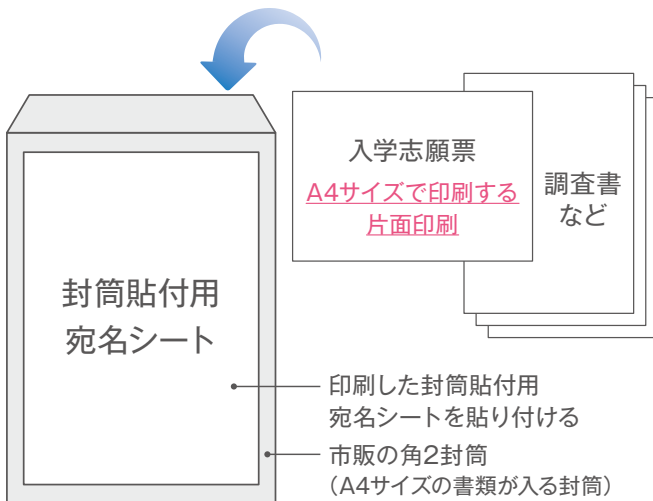 入学志願票
A4サイズで印刷する
片面印刷
調査書
など
封筒貼付用
宛名シート
印刷した封筒貼付用
宛名シートを貼り付ける
市販の角2封筒
（A4サイズの書類が入る封筒）